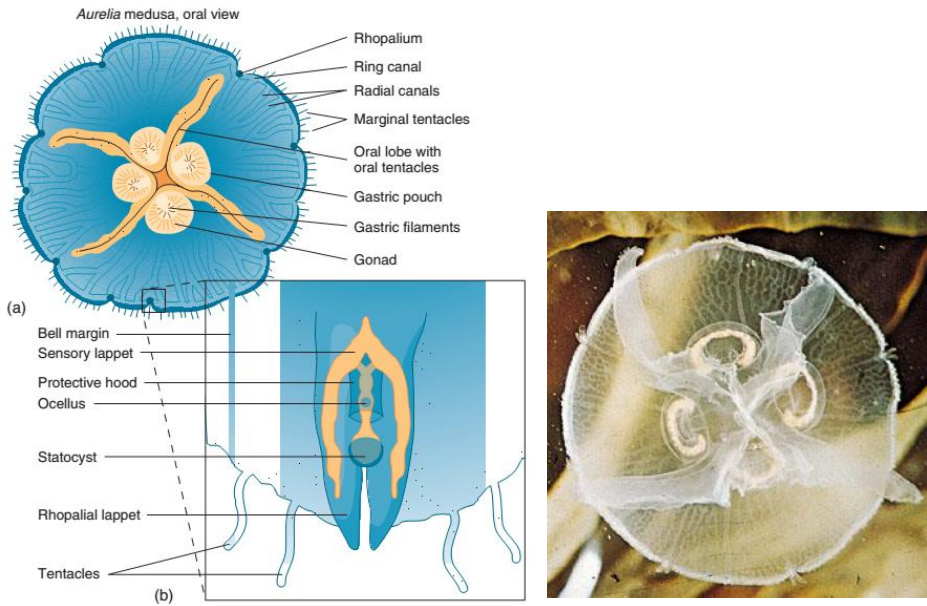 Aurelia medusa, oral view
Rhopalium
Ring canal
Radial canals
Marginal tentacles
Oral lobe with
oral tentacles
Gastric pouch
Gastric filaments
Gonad
(a)
Bell margin
Sensory lappet
Protective hood
Ocellus
Statocyst
Rhopalial lappet
Tentacles
(b)